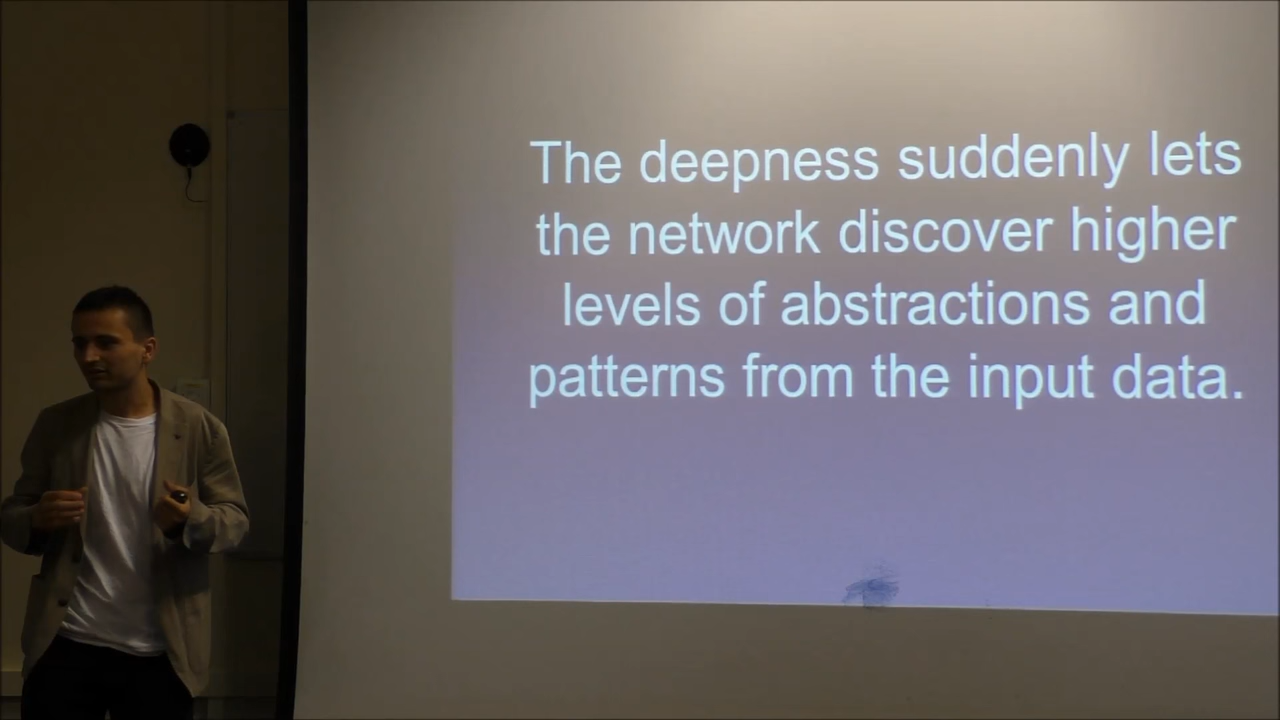 The deepness suddenly lets
the network discover higher
levels of abstractions and
patterns from the input data.